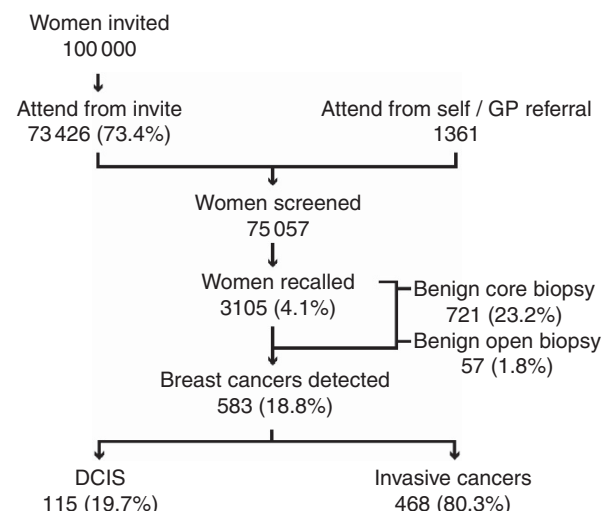 Women invited
100 000
Attend from invite
73 426 (73.4%)
Attend from self / GP referral
1361
Women screened
75 057
Women recalled
3105 (4.1%)
Benign core biopsy
721 (23.2%)
Benign open biopsy
57 (1.8%)
Breast cancers detected
583 (18.8%)
DCIS
115 (19.7%)
Invasive cancers
468 (80.3%)